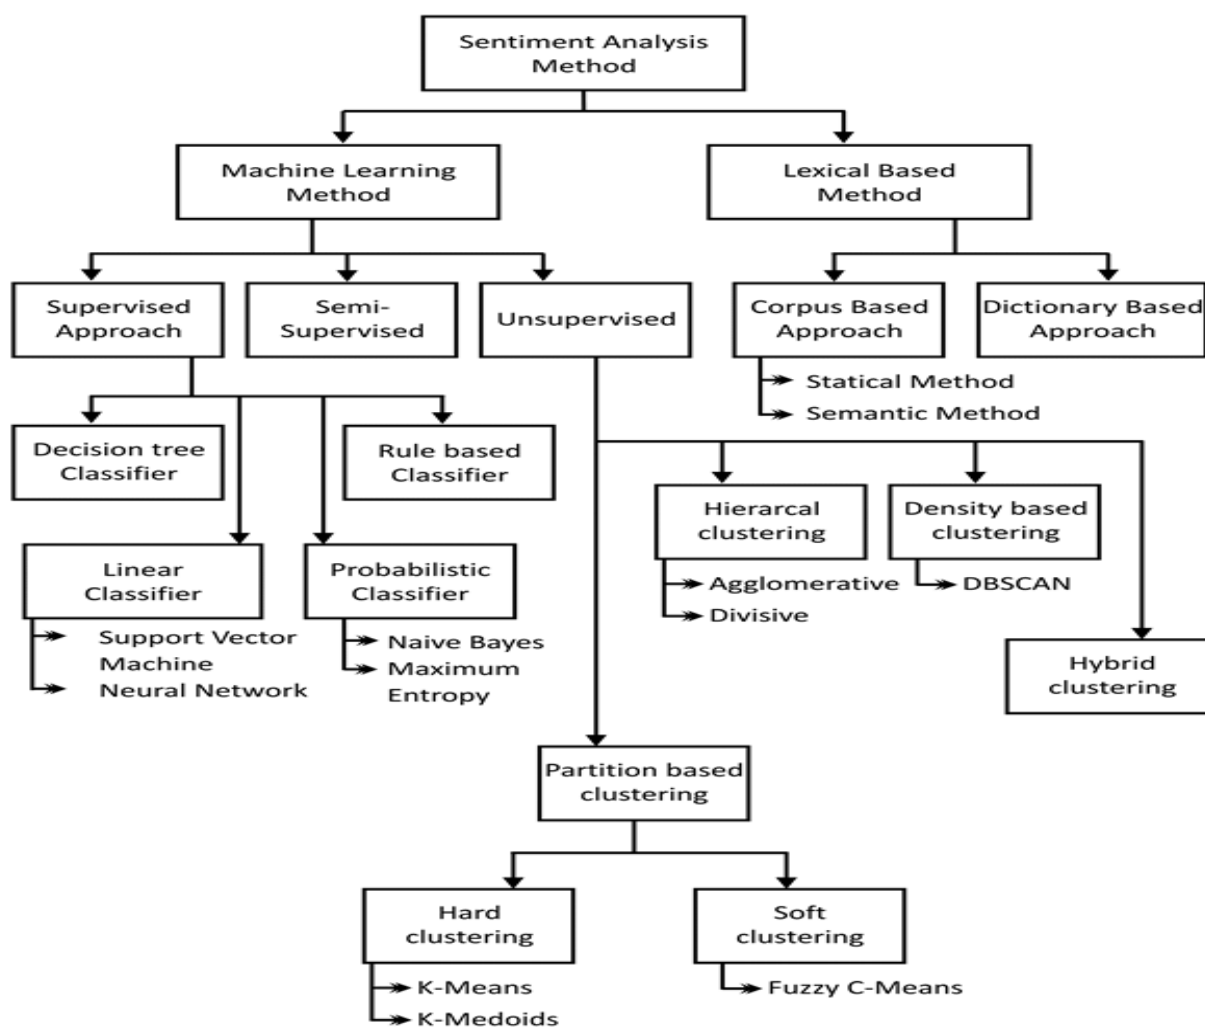 Sentiment Analysis
Method
Machine Learning
Method
Lexical Based
Method
Supervised
Approach
Semi-
Supervised
Unsupervised
Corpus Based
Approach
Dictionary Based
Approach
Statical Method
Semantic Method
Decision tree
Classifier
Rule based
Classifier
Hierarcal
clustering
Density based
clustering
Agglomerative
Divisive
DBSCAN
Linear
Classifier
Probabilistic
Classifier
Support Vector
Machine
Neural Network
Naive Bayes
Maximum
Entropy
Hybrid
clustering
Partition based
clustering
Hard
clustering
Soft
clustering
K-Means
K-Medoids
Fuzzy C-Means